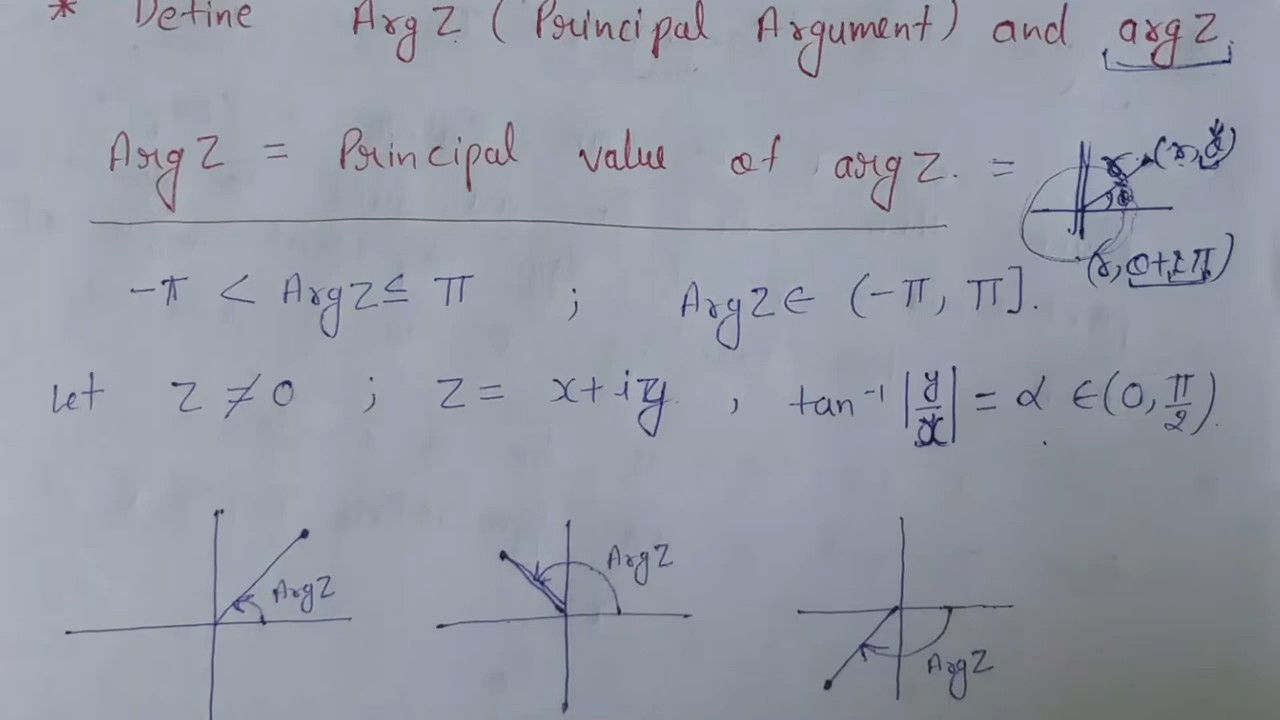 * Define Arg Z (Principal Argument) and arg Z.
Arg Z = Principal value of arg Z. =
(r, θ+2π)
-π < Arg Z ≤ π ; Arg Z ∈ (-π, π].
Let Z ≠ 0 ; Z = x+iy , tan⁻¹ |y/x| = α ∈ (0, π/2)
Arg Z
Arg Z
Arg Z